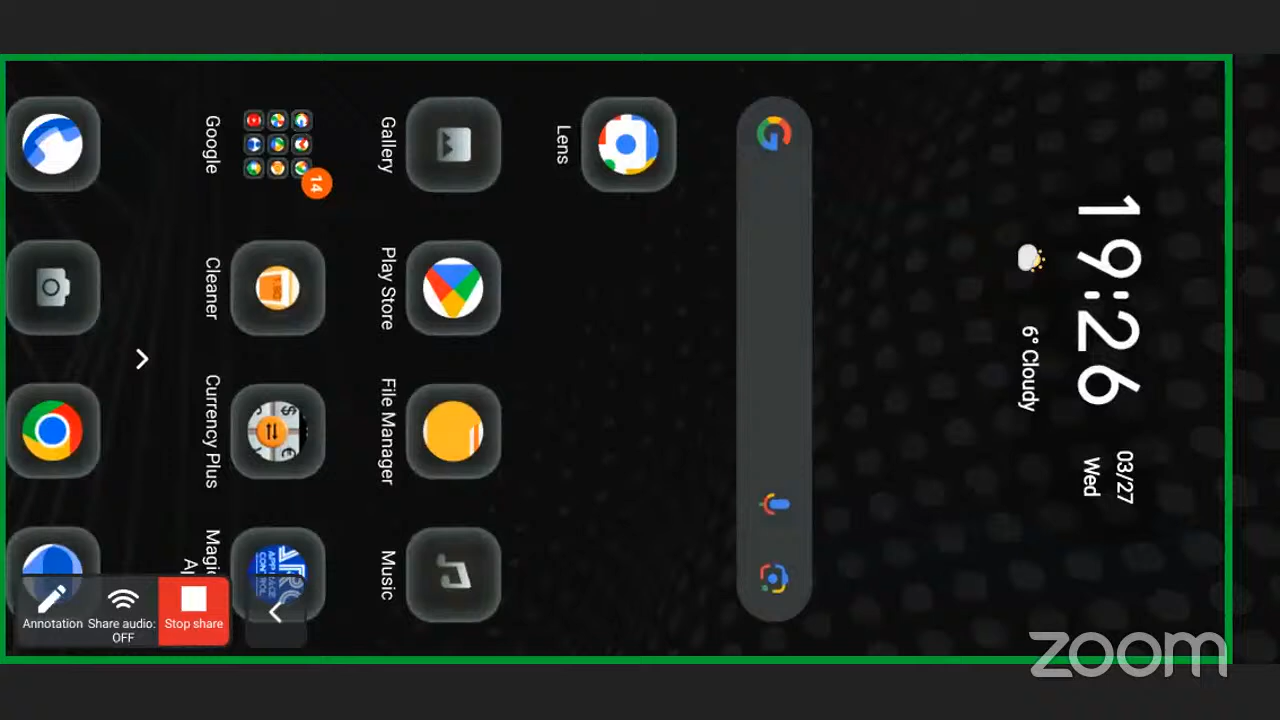 19:26
03/27
Wed
6° Cloudy
Lens
Gallery
Play Store
File Manager
Music
Google
14
Cleaner
Currency Plus
Annotation
Share audio:
OFF
Stop share
zoom